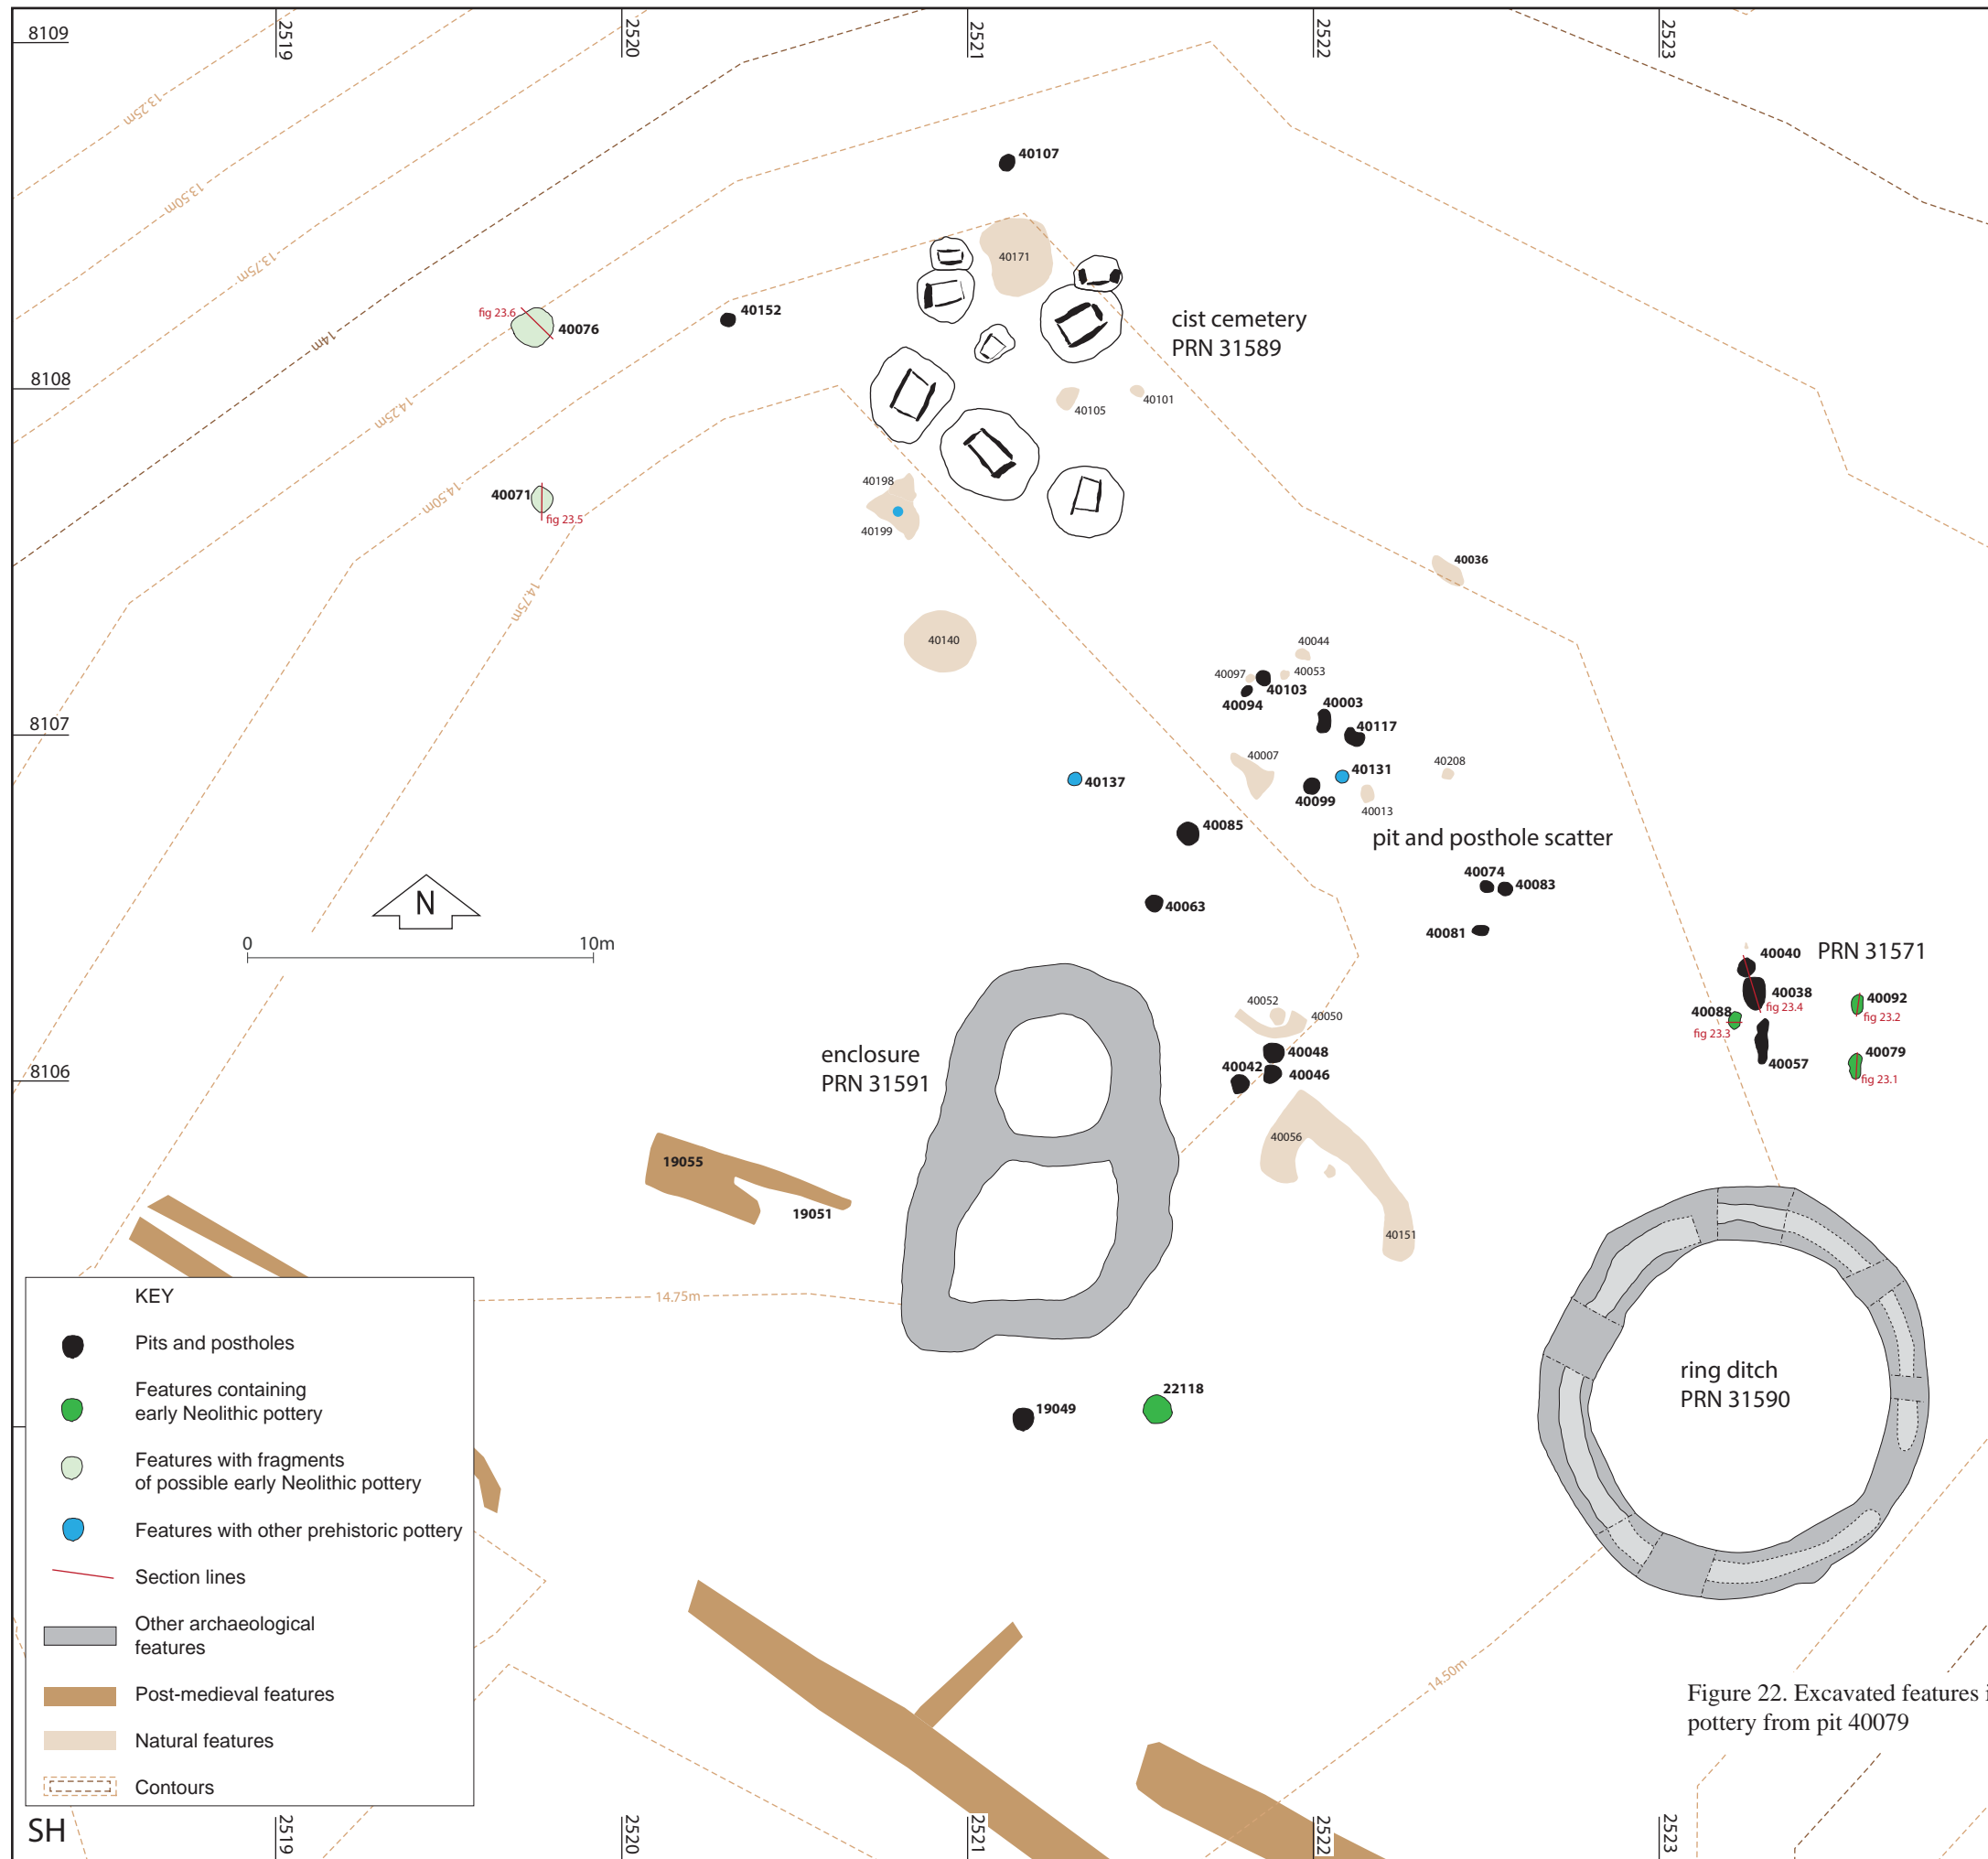 2519
2520
2521
2522
2523
8109
13.25m
13.50m
13.75m
14m
14.25m
14.50m
14.75m
40107
40171
40152
fig 23.6
40076
cist cemetery
PRN 31589
8108
40101
40105
40198
40199
40071
fig 23.5
40036
40140
40044
40097
40053
40103
40094
40003
40117
8107
40007
40131
40208
40137
40099
40013
40085
pit and posthole scatter
40074
40083
N
40063
40081
0
10m
40040
PRN 31571
40038
40092
fig 23.4
fig 23.2
40088
fig 23.3
40052
40050
enclosure
PRN 31591
40048
40042
40046
40057
40079
fig 23.1
8106
40056
19055
19051
40151
14.75m
ring ditch
PRN 31590
22118
19049
KEY
Pits and postholes
Features containing
early Neolithic pottery
Features with fragments
of possible early Neolithic pottery
Features with other prehistoric pottery
Section lines
Other archaeological
features
Post-medieval features
Natural features
Contours
14.50m
Figure 22. Excavated features
pottery from pit 40079
SH
2519
2520
2521
2522
2523